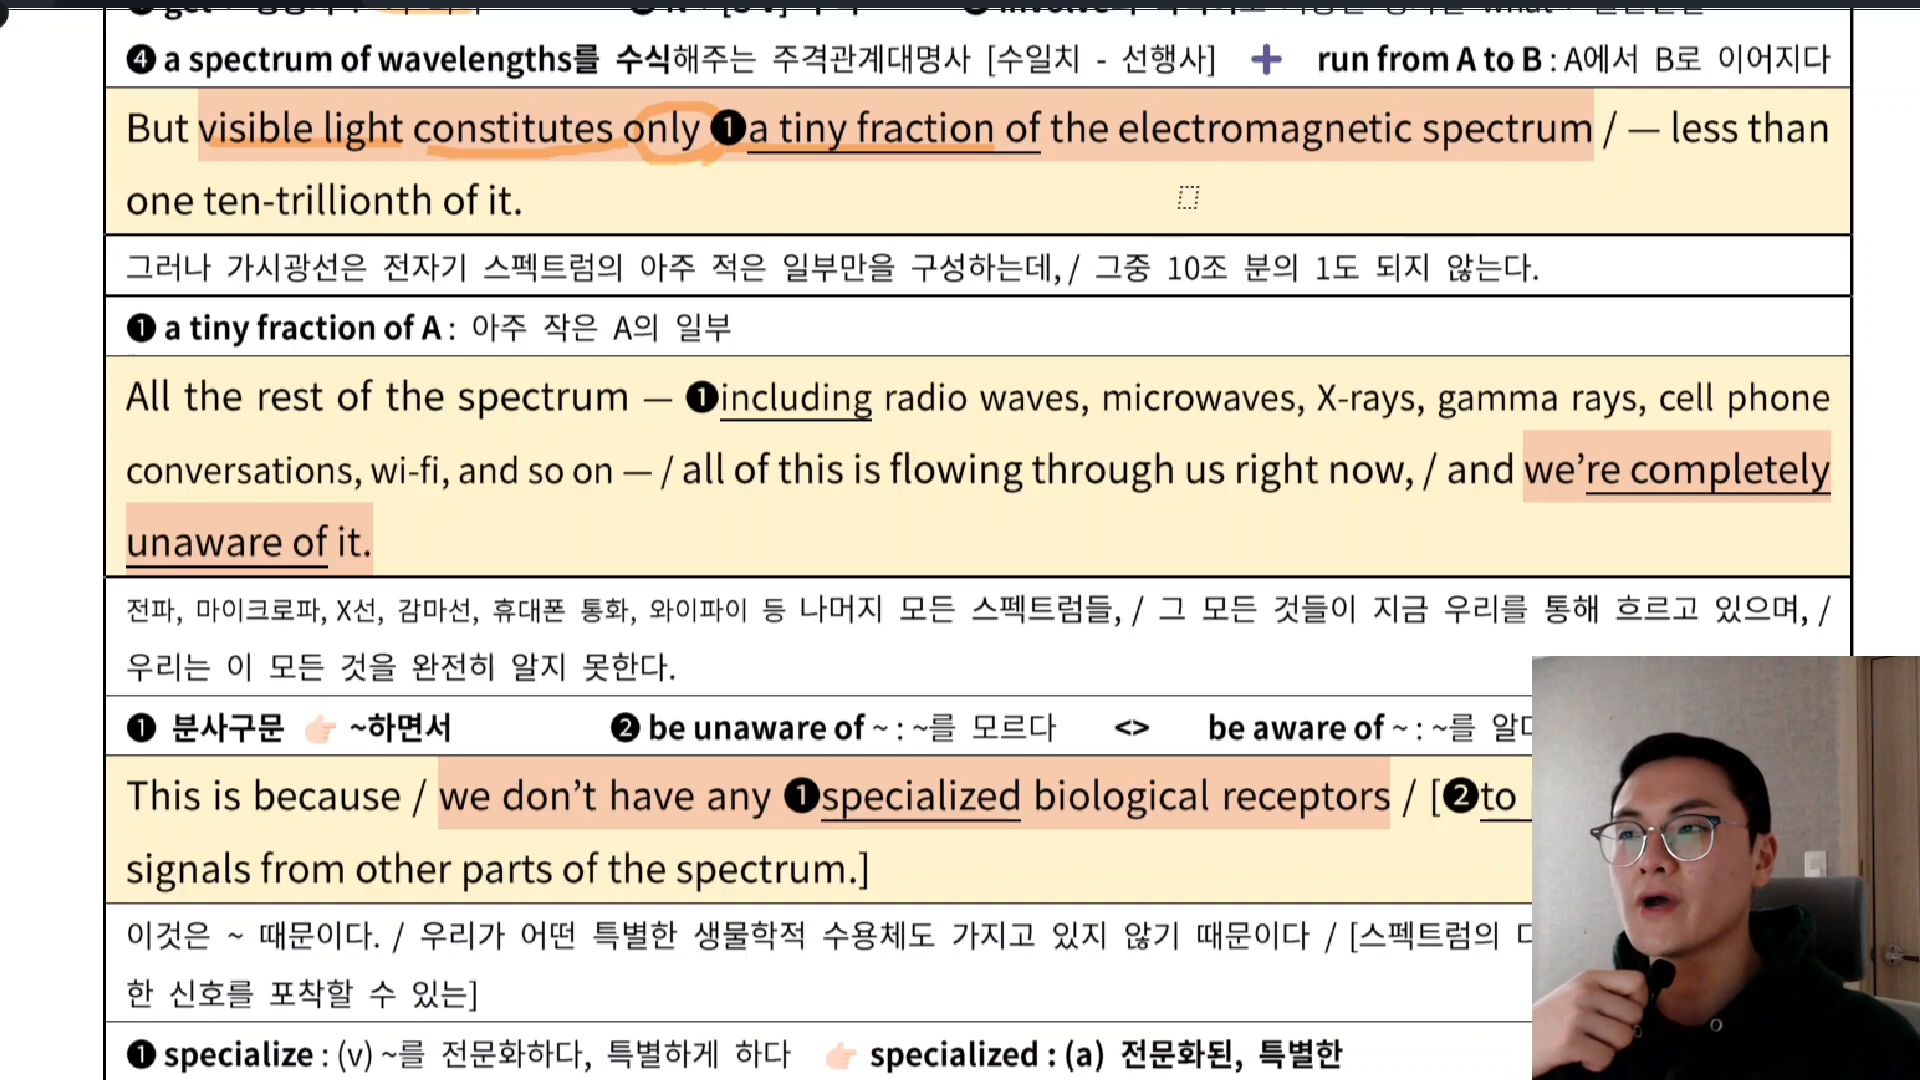 ④ a spectrum of wavelengths를 수식해주는 주격관계대명사 [수일치 - 선행사] ➕ run from A to B : A에서 B로 이어지다
But visible light constitutes only ❶a tiny fraction of the electromagnetic spectrum / — less than
one ten-trillionth of it.
그러나 가시광선은 전자기 스펙트럼의 아주 적은 일부만을 구성하는데, / 그중 10조 분의 1도 되지 않는다.
❶ a tiny fraction of A : 아주 작은 A의 일부
All the rest of the spectrum — ❶including radio waves, microwaves, X-rays, gamma rays, cell phone
conversations, wi-fi, and so on — / all of this is flowing through us right now, / and we’re completely
unaware of it.
전파, 마이크로파, X선, 감마선, 휴대폰 통화, 와이파이 등 나머지 모든 스펙트럼들, / 그 모든 것들이 지금 우리를 통해 흐르고 있으며, /
우리는 이 모든 것을 완전히 알지 못한다.
❶ 분사구문 👉 ~하면서 ❷ be unaware of ~ : ~를 모르다 <> be aware of ~ : ~를
This is because / we don’t have any ❶specialized biological receptors / [❷to
signals from other parts of the spectrum.]
이것은 ~ 때문이다. / 우리가 어떤 특별한 생물학적 수용체도 가지고 있지 않기 때문이다 / [스펙트럼의
한 신호를 포착할 수 있는]
❶ specialize : (v) ~를 전문화하다, 특별하게 하다 👉 specialized : (a) 전문화된, 특별한